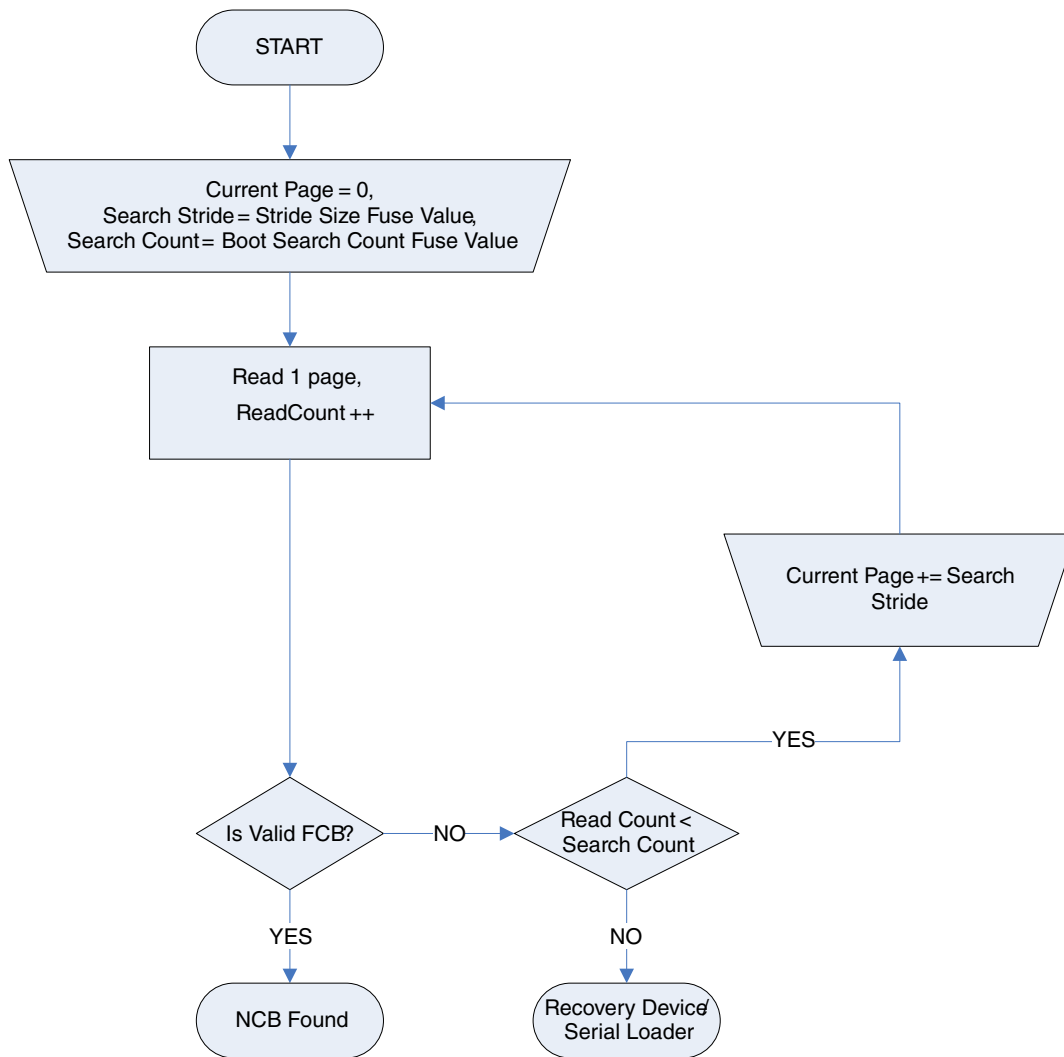 START
Current Page = 0,
Search Stride = Stride Size Fuse Value,
Search Count = Boot Search Count Fuse Value
Read 1 page,
ReadCount ++
Current Page += Search
Stride
YES
Is Valid FCB?
NO
Read Count <
Search Count
YES
NO
NCB Found
Recovery Device/
Serial Loader